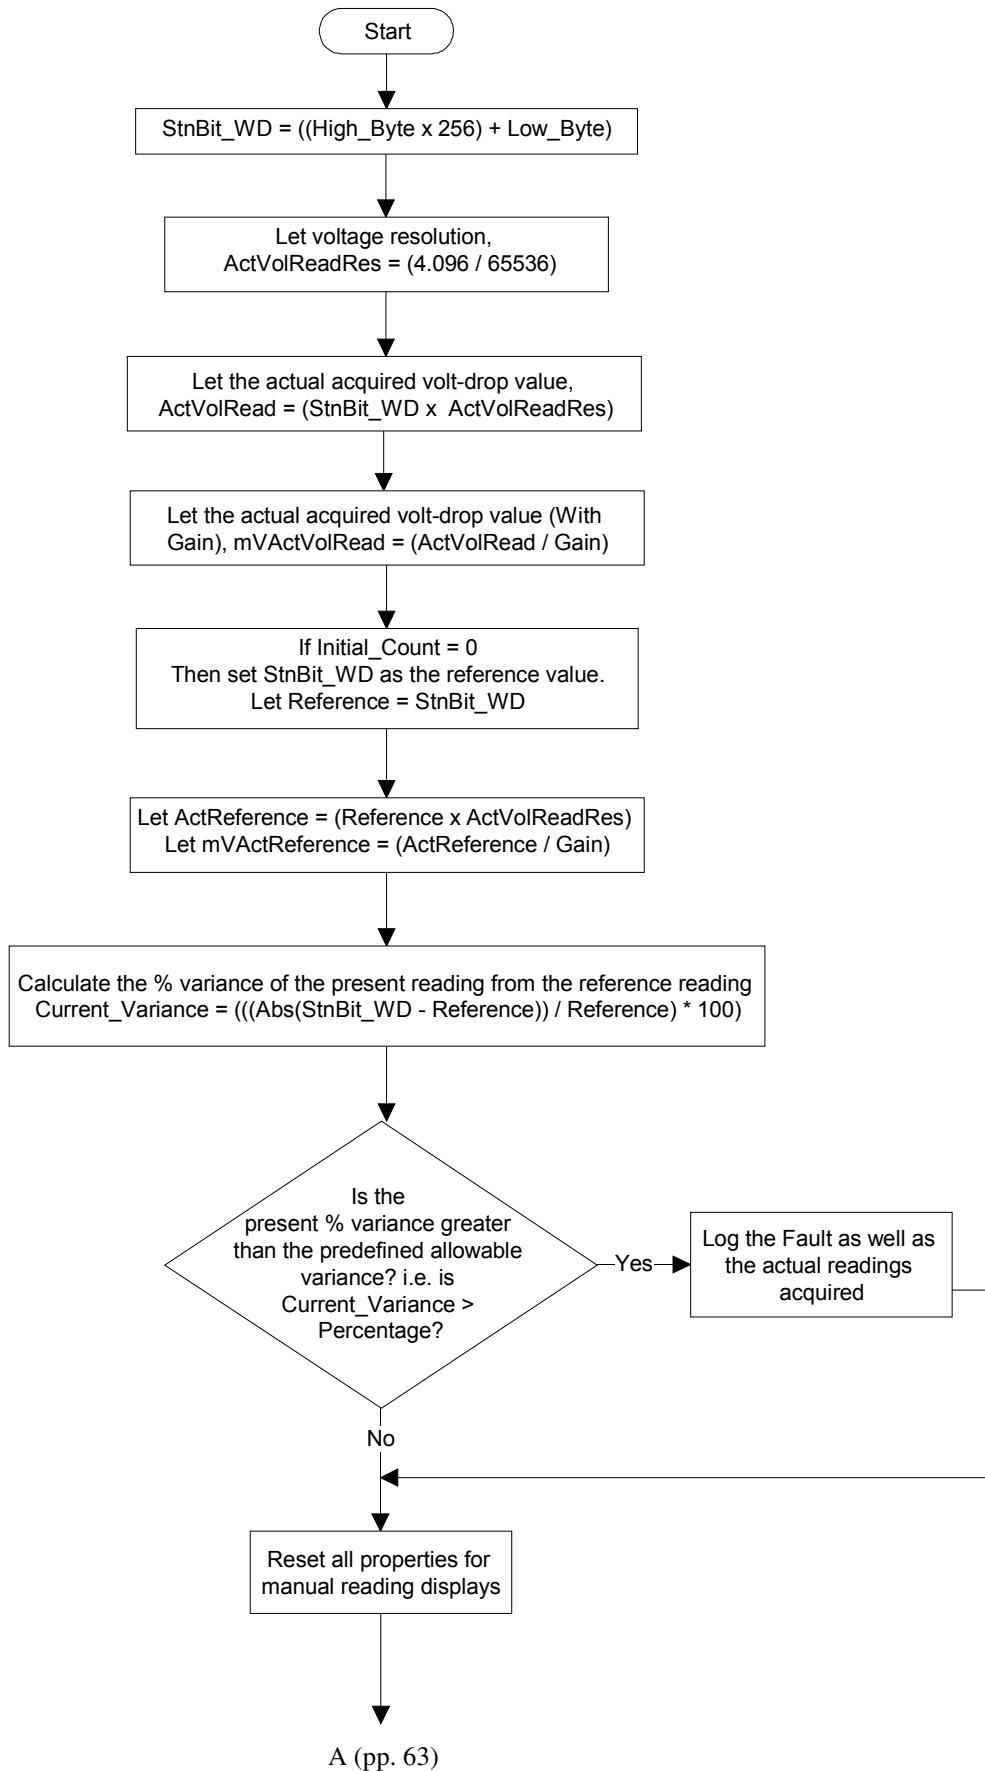 Start
StnBit_WD = ((High_Byte x 256) + Low_Byte)
Let voltage resolution,
ActVolReadRes = (4.096 / 65536)
Let the actual acquired volt-drop value,
ActVolRead = (StnBit_WD x  ActVolReadRes)
Let the actual acquired volt-drop value (With
Gain), mVActVolRead = (ActVolRead / Gain)
If Initial_Count = 0
Then set StnBit_WD as the reference value.
Let Reference = StnBit_WD
Let ActReference = (Reference x ActVolReadRes)
Let mVActReference = (ActReference / Gain)
Calculate the % variance of the present reading from the reference reading
Current_Variance = (((Abs(StnBit_WD - Reference)) / Reference) * 100)
Is the
present % variance greater
than the predefined allowable
variance? i.e. is
Current_Variance >
Percentage?
Yes
Log the Fault as well as
the actual readings
acquired
No
Reset all properties for
manual reading displays
A (pp. 63)